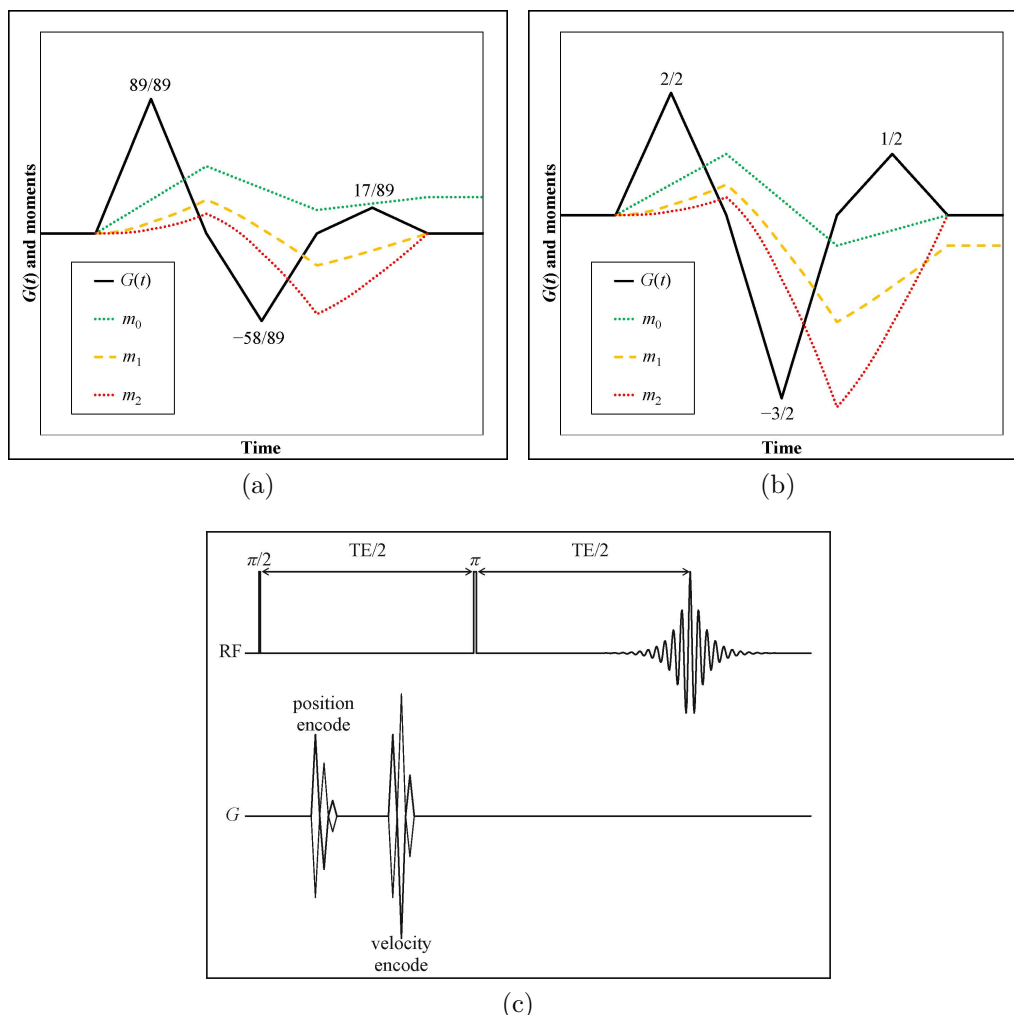 89/89
17/89
−58/89
G(t) and moments
G(t)
m₀
m₁
m₂
Time
(a)
2/2
1/2
−3/2
G(t) and moments
G(t)
m₀
m₁
m₂
Time
(b)
TE/2
TE/2
π/2
π
RF
position
encode
G
velocity
encode
(c)